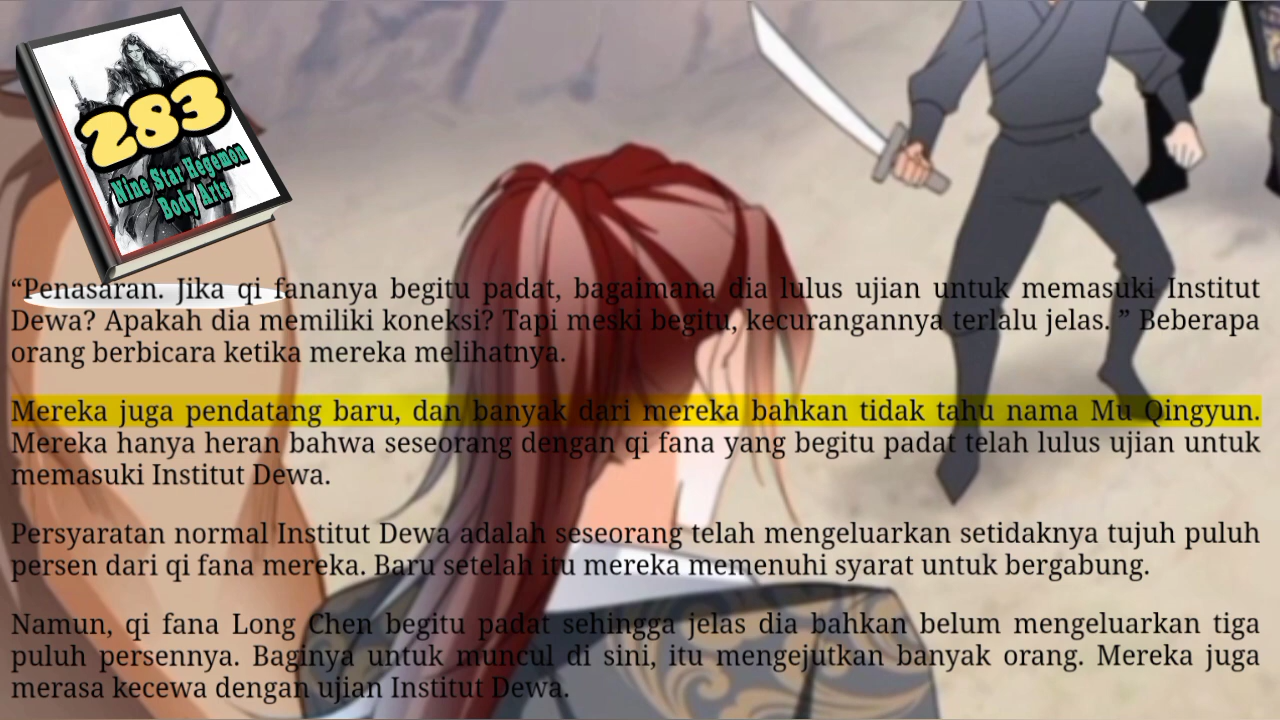 283
Nine Star Hegemon
Body Arts
“Penasaran. Jika qi fananya begitu padat, bagaimana dia lulus ujian untuk memasuki Institut
Dewa? Apakah dia memiliki koneksi? Tapi meski begitu, kecurangannya terlalu jelas. ” Beberapa
orang berbicara ketika mereka melihatnya.
Mereka juga pendatang baru, dan banyak dari mereka bahkan tidak tahu nama Mu Qingyun.
Mereka hanya heran bahwa seseorang dengan qi fana yang begitu padat telah lulus ujian untuk
memasuki Institut Dewa.
Persyaratan normal Institut Dewa adalah seseorang telah mengeluarkan setidaknya tujuh puluh
persen dari qi fana mereka. Baru setelah itu mereka memenuhi syarat untuk bergabung.
Namun, qi fana Long Chen begitu padat sehingga jelas dia bahkan belum mengeluarkan tiga
puluh persennya. Baginya untuk muncul di sini, itu mengejutkan banyak orang. Mereka juga
merasa kecewa dengan ujian Institut Dewa.